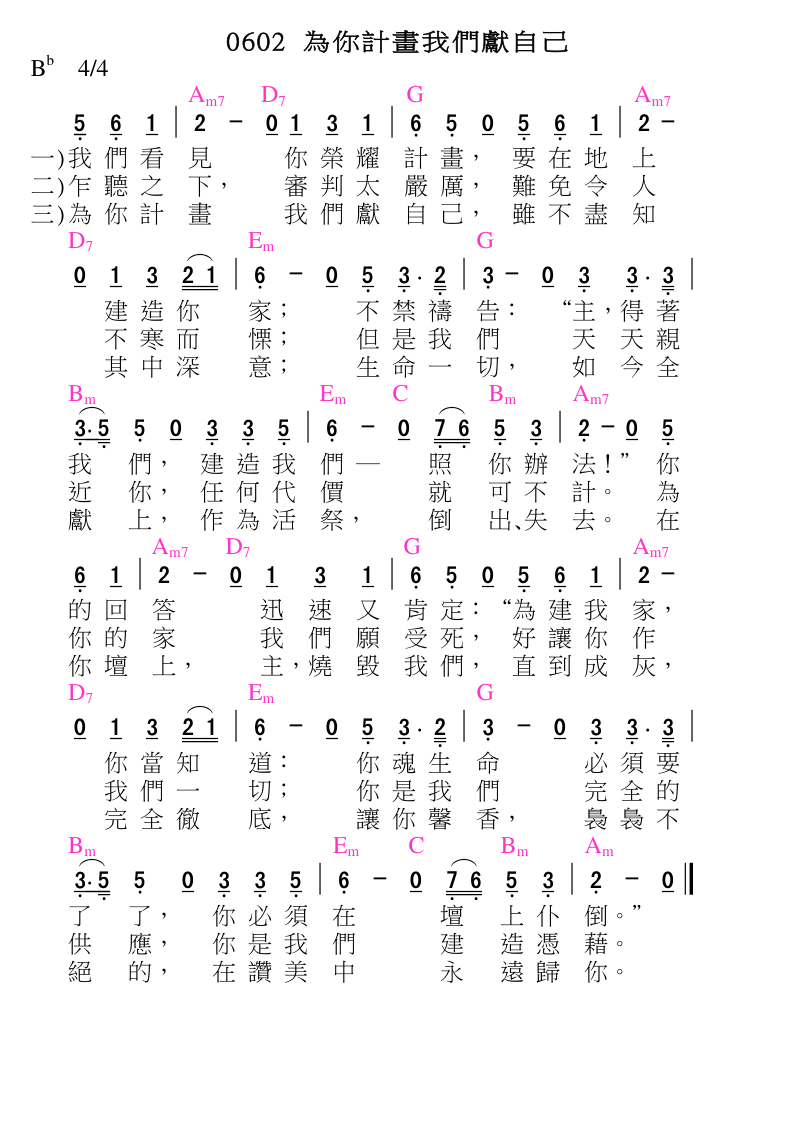 0602 為你計畫我們獻自己
Bb 4/4
Am7 D7 G Am7
5 6 1 | 2 - 0 1 3 1 | 6 5 0 5 6 1 | 2 -
一)我們看見 你榮耀計畫，要在地上
二)乍聽之下，審判太嚴厲，難免令人
三)為你計畫 我們獻自己，雖不盡知
D7 Em G
0 1 3 2 1 | 6 - 0 5 3. 2 | 3 - 0 3 3. 3 |
建造你 家； 不禁禱告：“主，得著
不寒而 慄； 但是我們 天天親
其中深 意； 生命一切， 如今全
Bm Em C Bm Am7
3. 5 5 0 3 3 5 | 6 - 0 7 6 5 3 | 2 - 0 5
我 們，建造我們— 照 你辦法！” 你
近 你，任何代價 就 可不計。 為
獻 上，作為活祭， 倒 出、失去。 在
Am7 D7 G Am7
6 1 | 2 - 0 1 3 1 | 6 5 0 5 6 1 | 2 -
的回答 迅速又肯定：“為建我家，
你的家 我們願受死，好讓你作
你壇上， 主，燒毀我們，直到成灰，
D7 Em G
0 1 3 2 1 | 6 - 0 5 3. 2 | 3 - 0 3 3. 3 |
你當知 道： 你魂生命 必須要
我們一 切； 你是我們 完全的
完全徹 底， 讓你馨香， 裊裊不
Bm Em C Bm Am
3. 5 5 0 3 3 5 | 6 - 0 7 6 5 3 | 2 - 0 ‖
了 了，你必須在 壇 上仆倒。”
供 應，你是我們 建 造憑藉。
絕 的，在讚美中 永 遠歸你。